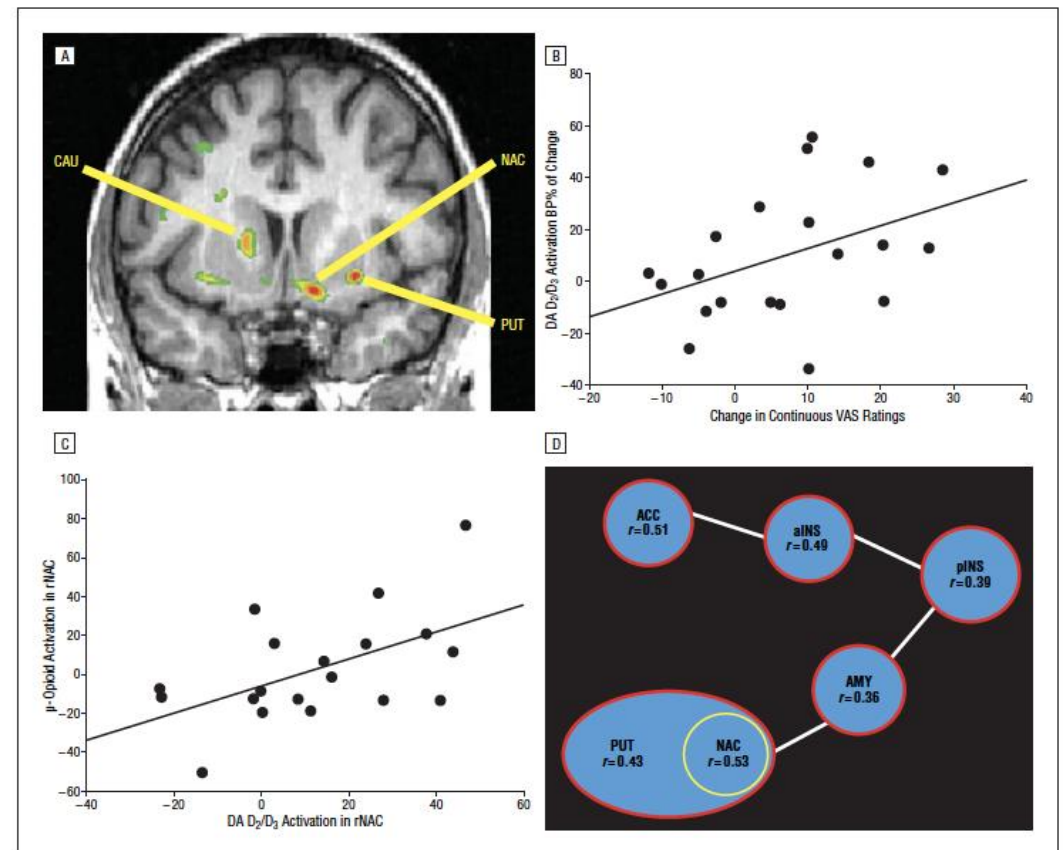 A
CAU
NAC
PUT
B
80
60
40
20
0
−20
−40
−20
−10
0
10
20
30
40
DA D2/D3 Activation BP% of Change
Change in Continuous VAS Ratings
C
100
80
60
40
20
0
−20
−40
−60
−40
−20
0
20
40
60
μ-Opioid Activation in rNAC
DA D2/D3 Activation in rNAC
D
ACC
r=0.51
aINS
r=0.49
pINS
r=0.39
AMY
r=0.36
PUT
r=0.43
NAC
r=0.53